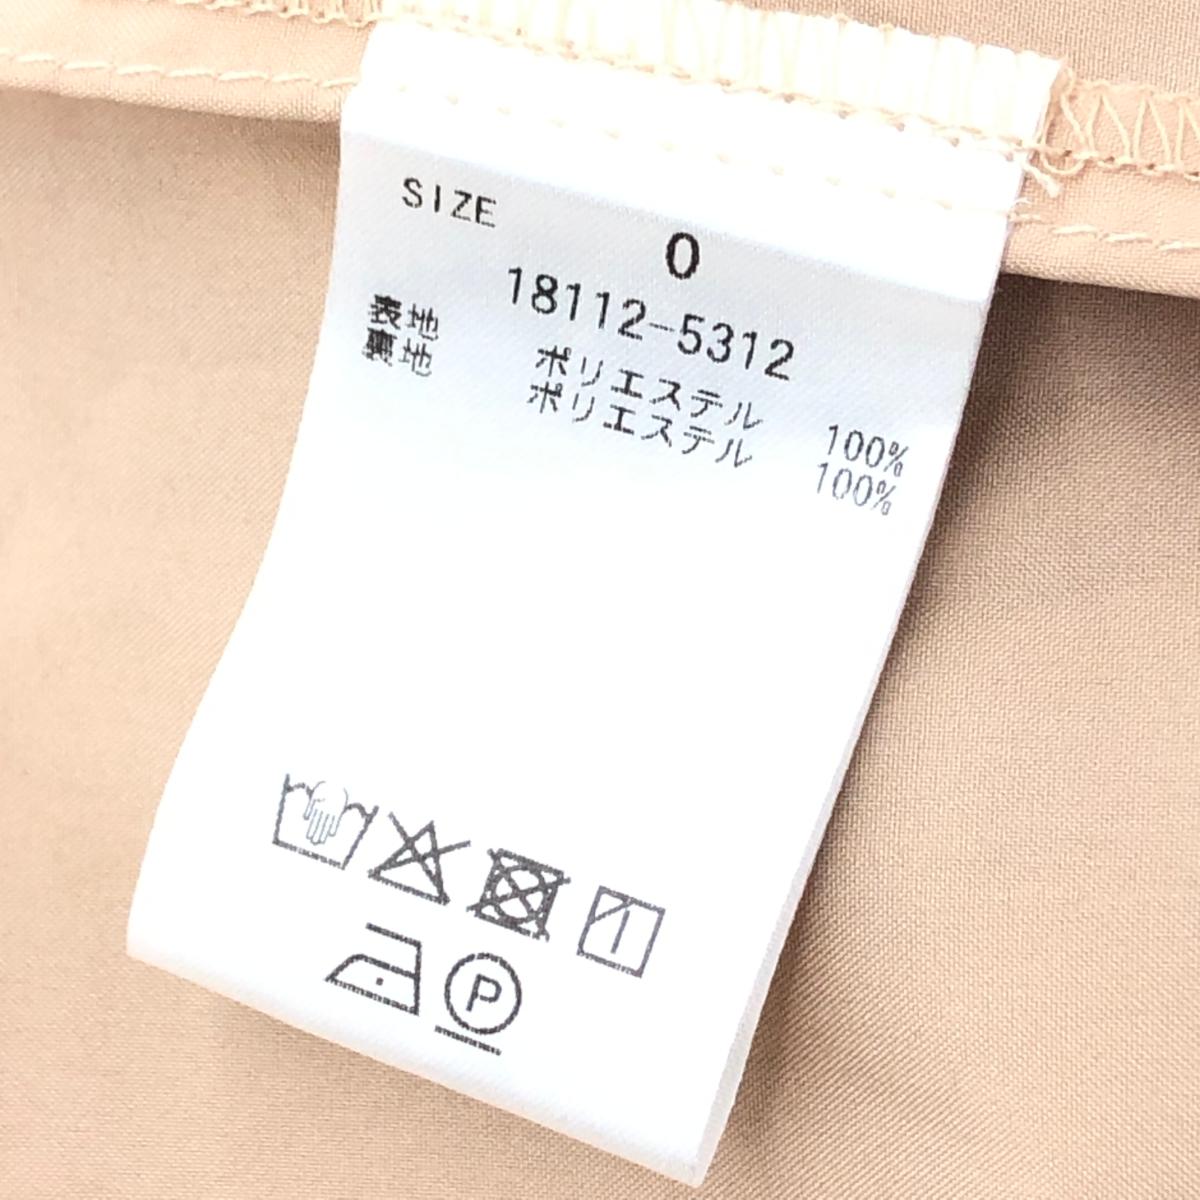 SIZE 0
18112-5312
表地 ポリエステル 100%
裏地 ポリエステル 100%
P